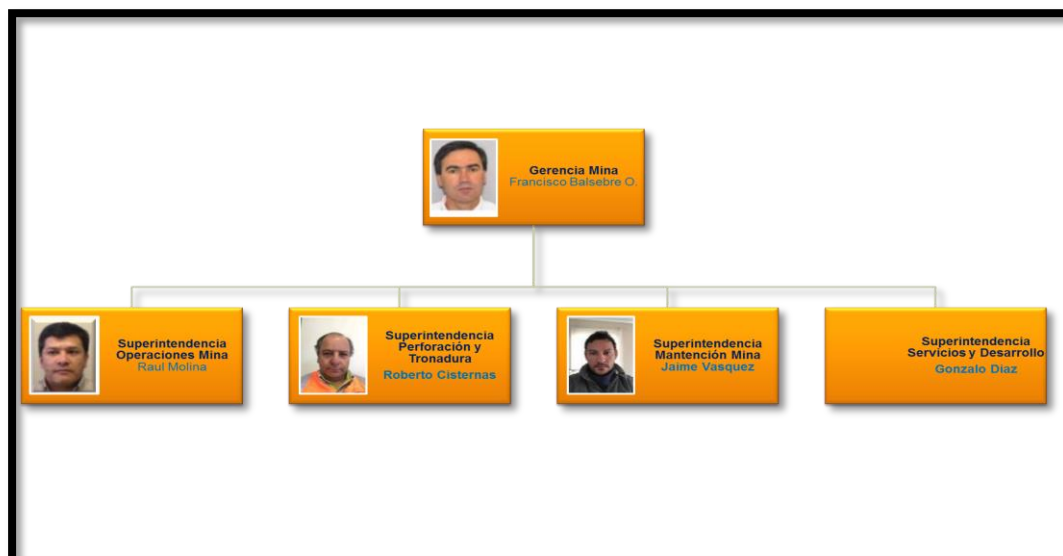 Gerencia Mina
Francisco Balsebre O.
Superintendencia
Operaciones Mina
Raul Molina
Superintendencia
Perforación y
Tronadura
Roberto Cisternas
Superintendencia
Mantención Mina
Jaime Vasquez
Superintendencia
Servicios y Desarrollo
Gonzalo Diaz